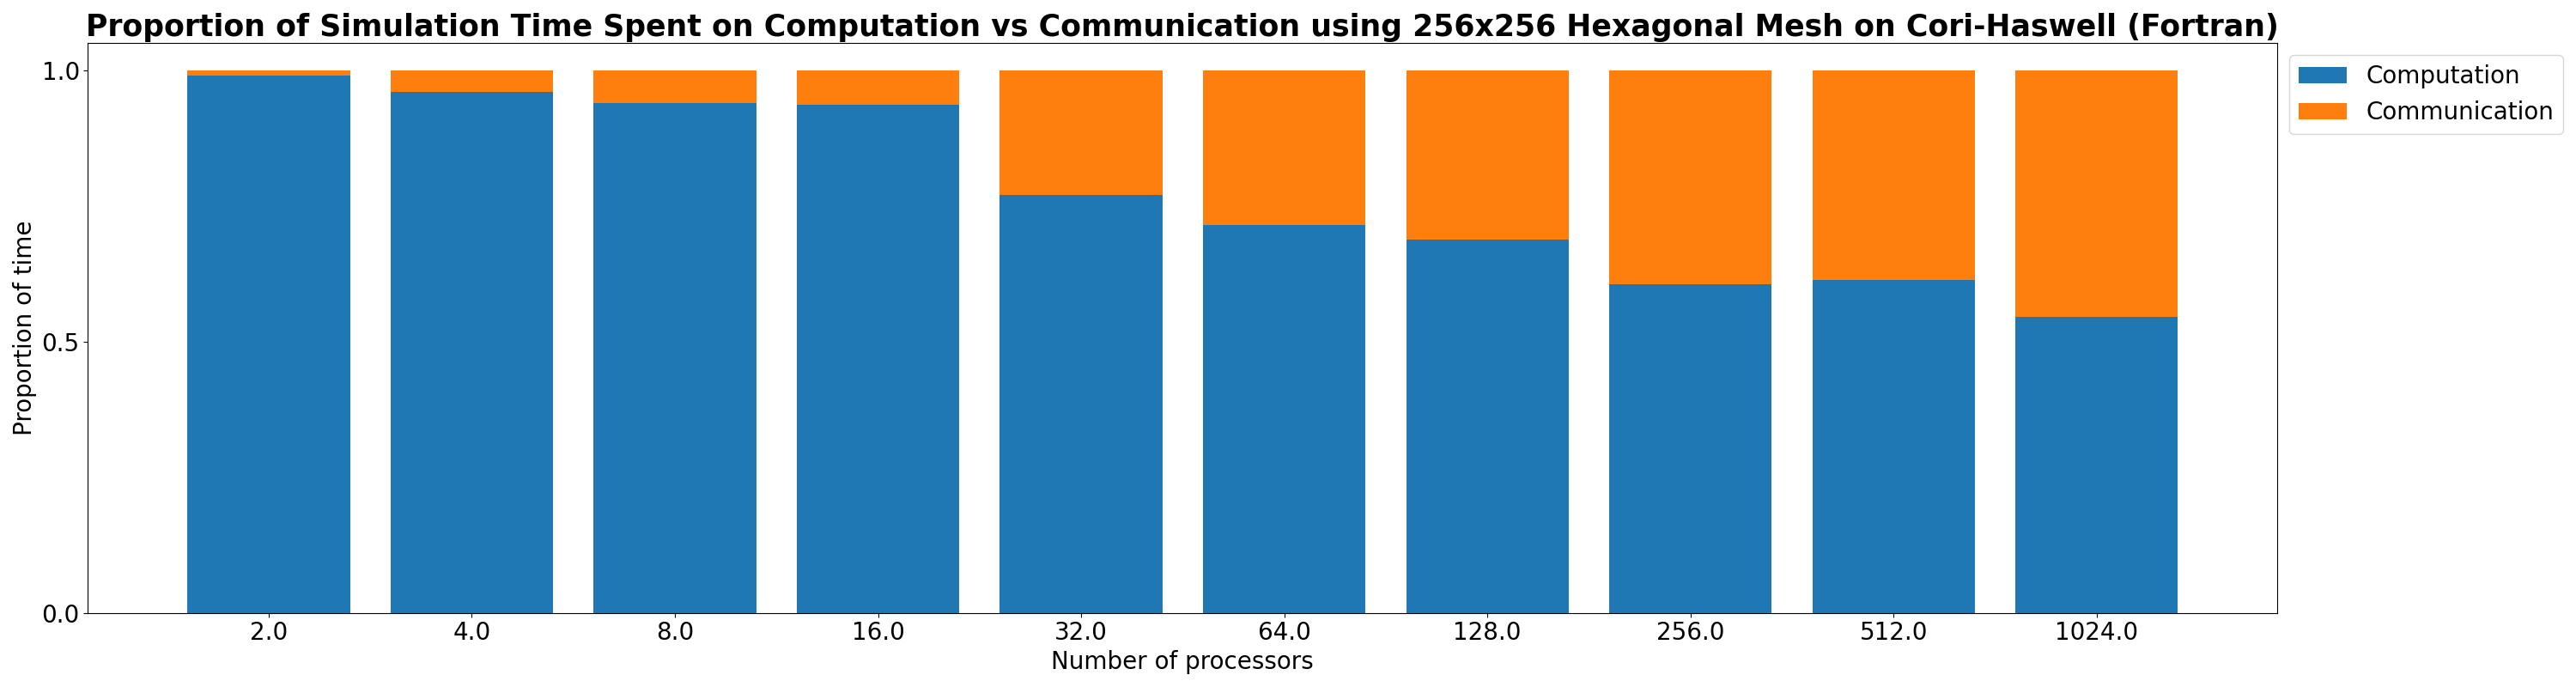 Proportion of Simulation Time Spent on Computation vs Communication using 256x256 Hexagonal Mesh on Cori-Haswell (Fortran)
Computation
Communication
Proportion of time
1.0
0.5
0.0
2.0 4.0 8.0 16.0 32.0 64.0 128.0 256.0 512.0 1024.0
Number of processors